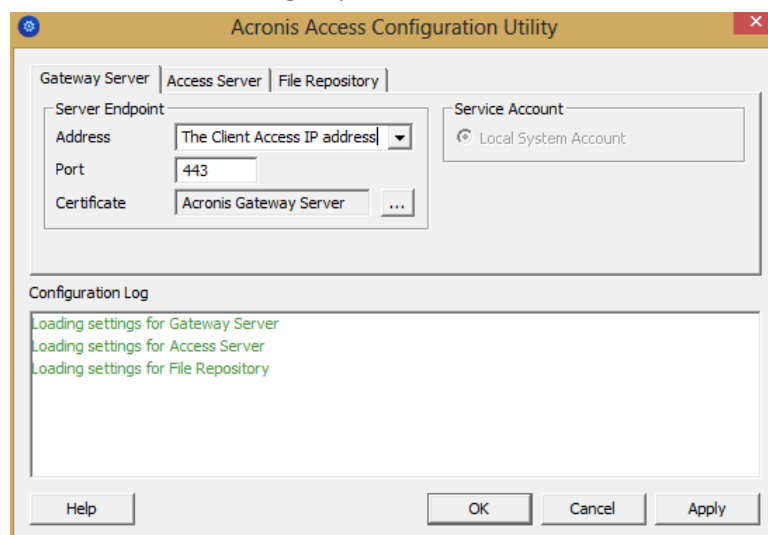 Acronis Access Configuration Utility
Gateway Server Access Server File Repository
Server Endpoint
Address The Client Access IP address
Port 443
Certificate Acronis Gateway Server ...
Service Account
Local System Account
Configuration Log
Loading settings for Gateway Server
Loading settings for Access Server
Loading settings for File Repository
Help OK Cancel Apply